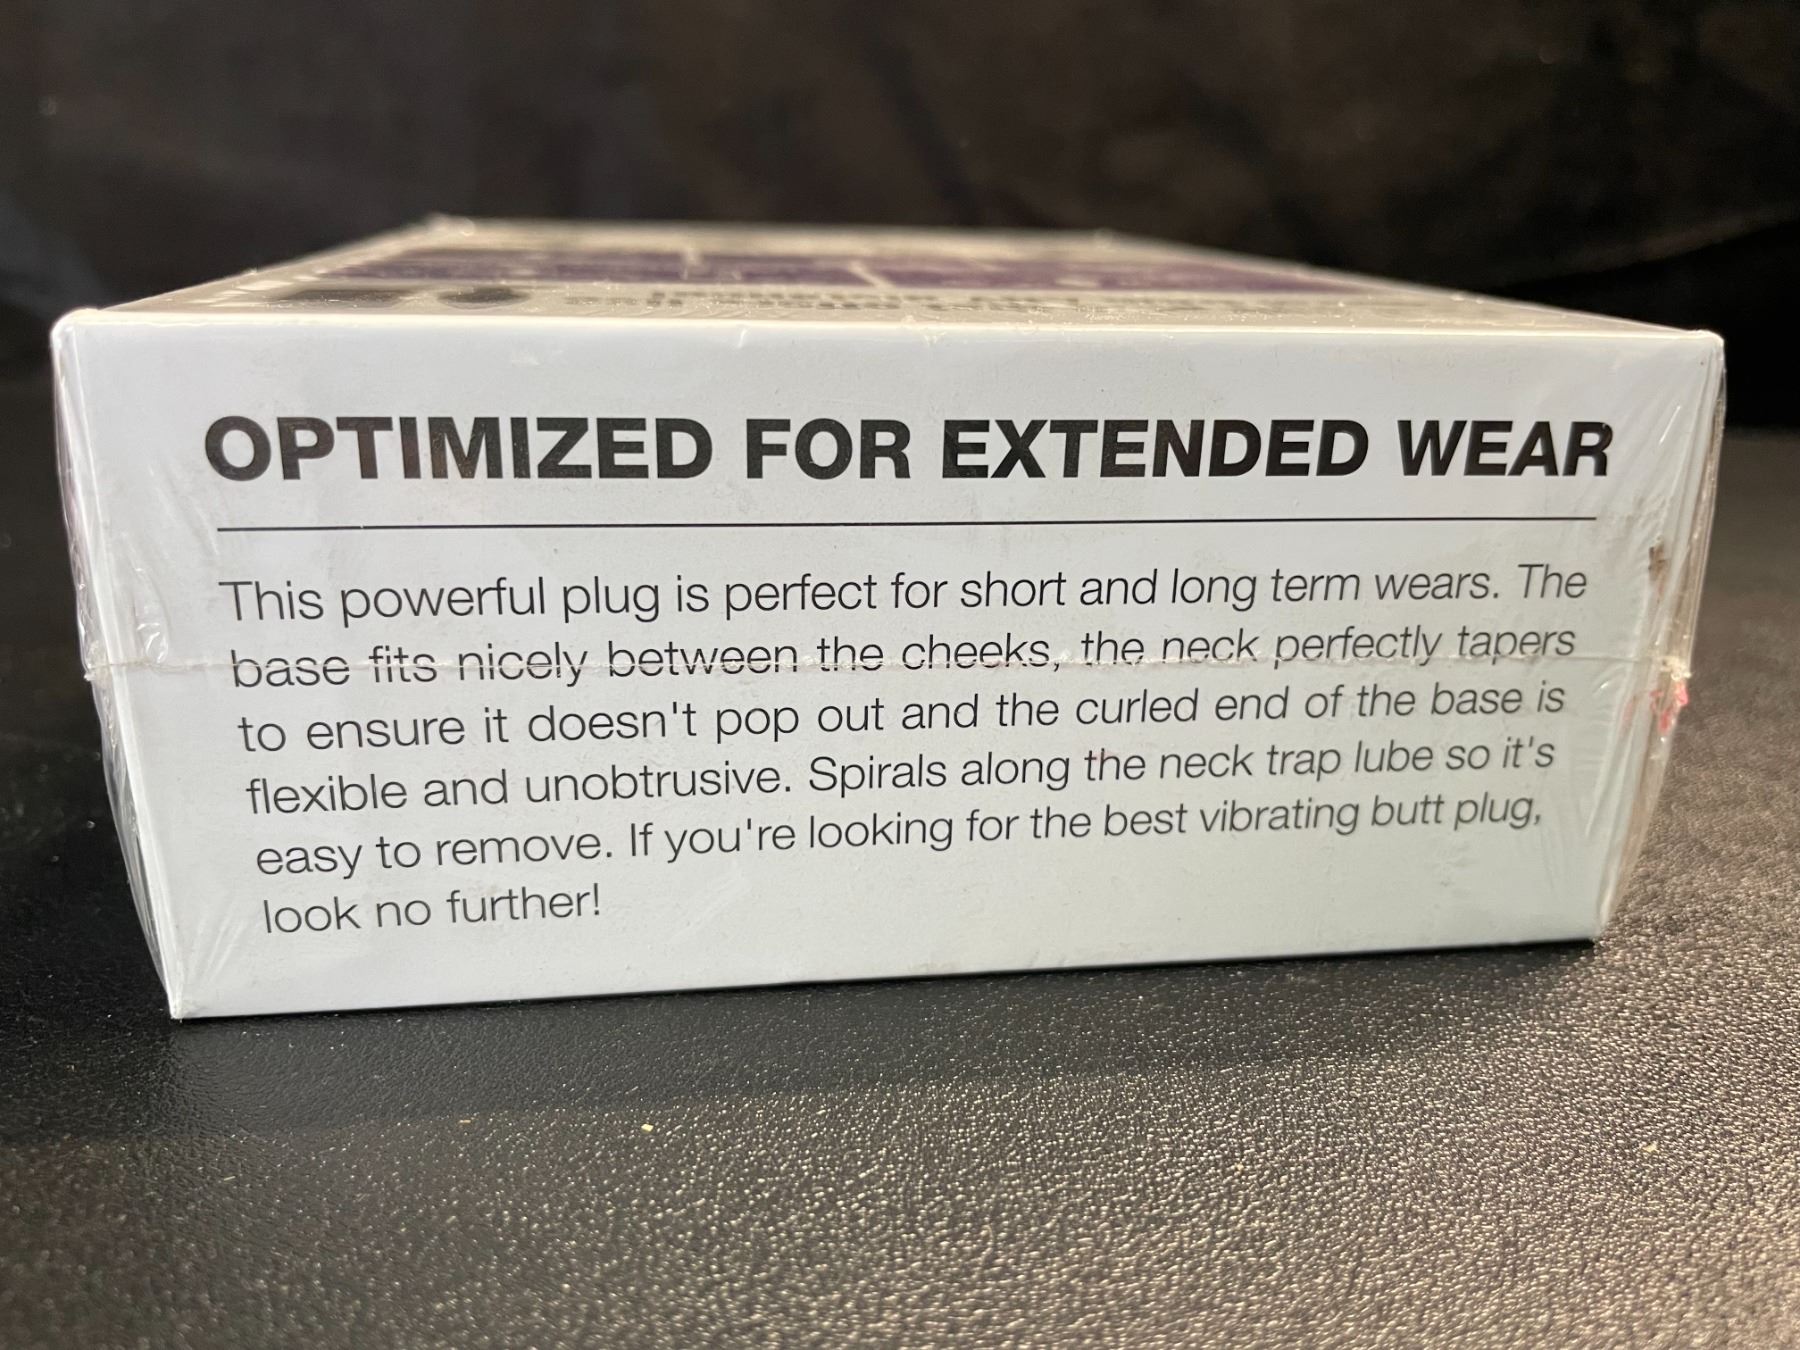 OPTIMIZED FOR EXTENDED WEAR
This powerful plug is perfect for short and long term wears. The
base fits nicely between the cheeks, the neck perfectly tapers
to ensure it doesn't pop out and the curled end of the base is
flexible and unobtrusive. Spirals along the neck trap lube so it's
easy to remove. If you're looking for the best vibrating butt plug,
look no further!